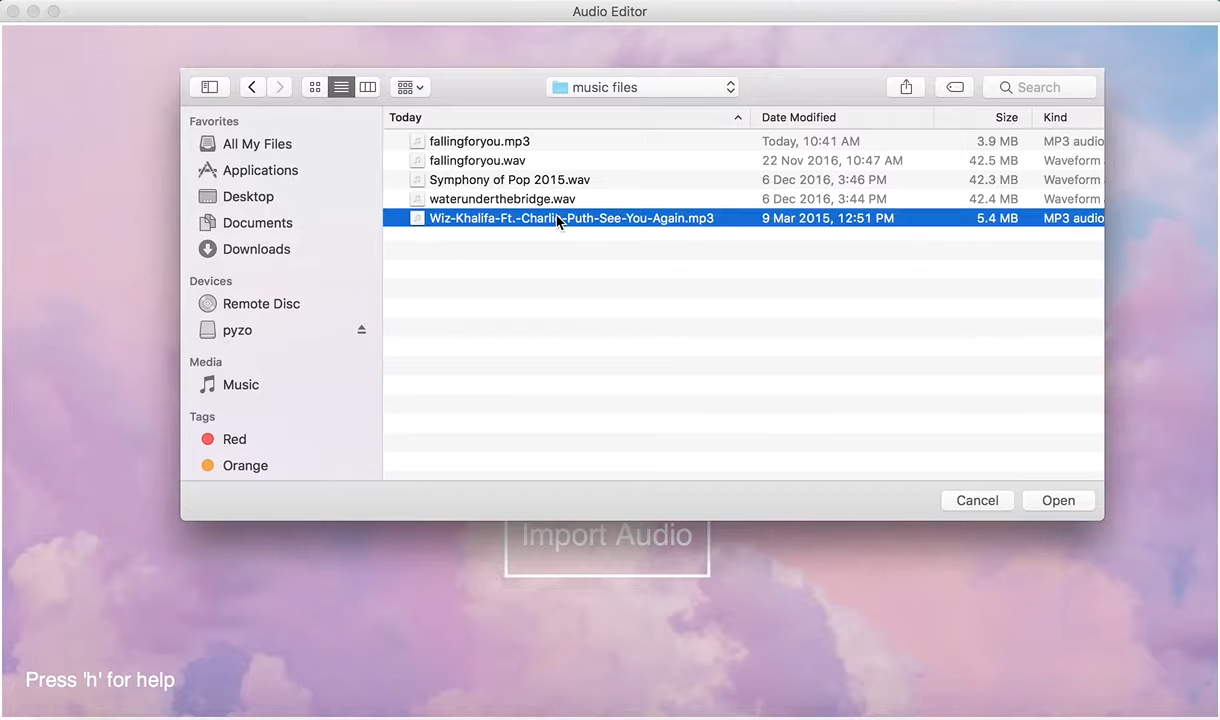 Audio Editor
music files
Search
Favorites
All My Files
Applications
Desktop
Documents
Downloads
Devices
Remote Disc
pyzo
Media
Music
Tags
Red
Orange
Today Date Modified Size Kind
fallingforyou.mp3 Today, 10:41 AM 3.9 MB MP3 audio
fallingforyou.wav 22 Nov 2016, 10:47 AM 42.5 MB Waveform
Symphony of Pop 2015.wav 6 Dec 2016, 3:46 PM 42.3 MB Waveform
waterunderthebridge.wav 6 Dec 2016, 3:44 PM 42.4 MB Waveform
Wiz-Khalifa-Ft.-Charlie-Puth-See-You-Again.mp3 9 Mar 2015, 12:51 PM 5.4 MB MP3 audio
Cancel Open
Import Audio
Press 'h' for help